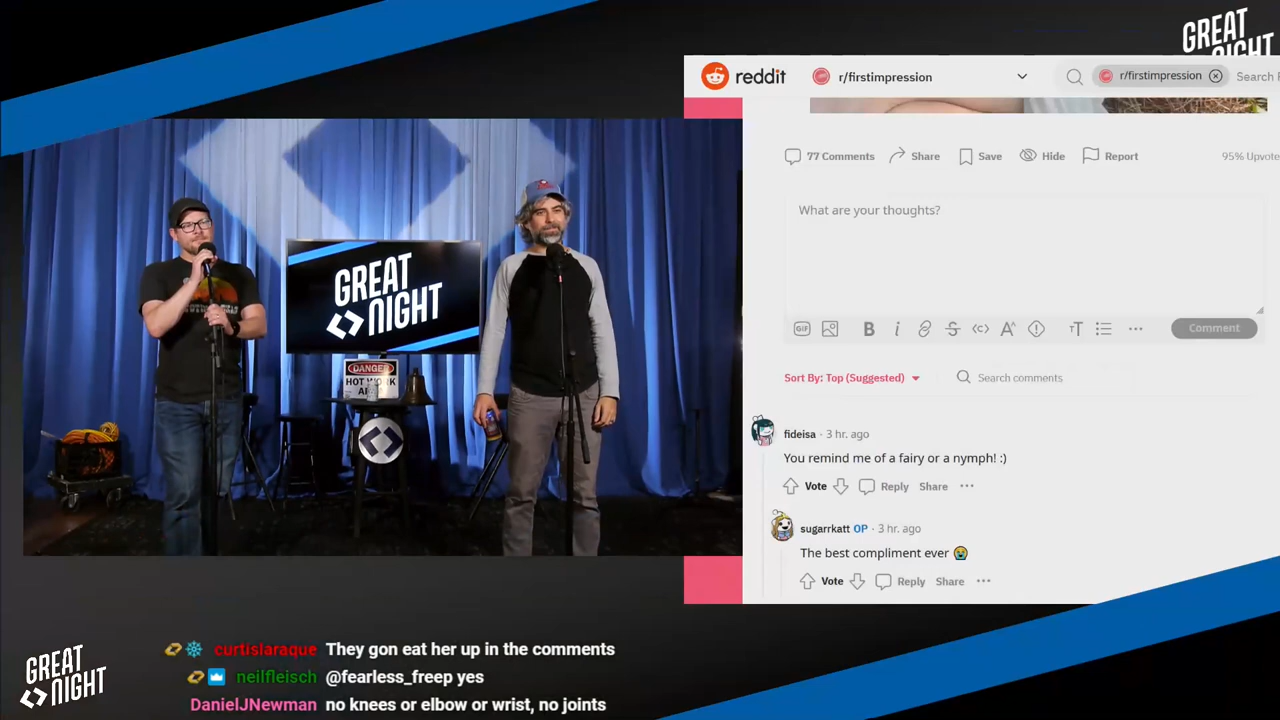 GREAT
NIGHT
reddit
r/firstimpression
r/firstimpression
Search
77 Comments
Share
Save
Hide
Report
95% Upvote
What are your thoughts?
GIF
B
i
Comment
Sort By: Top (Suggested)
Search comments
fideisa · 3 hr. ago
You remind me of a fairy or a nymph! :)
Vote
Reply
Share
sugarrkatt OP · 3 hr. ago
The best compliment ever 😭
Vote
Reply
Share
GREAT
NIGHT
DANGER
HOT WORK
GREAT
NIGHT
curtislaraque They gon eat her up in the comments
neilfleisch @fearless_freep yes
DanielJNewman no knees or elbow or wrist, no joints